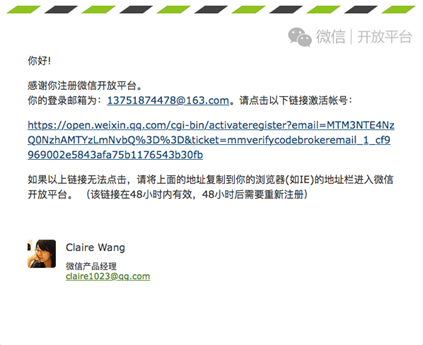 微信 | 开放平台
你好!
感谢你注册微信开放平台。
你的登录邮箱为：13751874478@163.com。请点击以下链接激活帐号：
https://open.weixin.qq.com/cgi-bin/activateregister?email=MTM3NTE4Nz
Q0NzhAMTYzLmNvbQ%3D%3D&ticket=mmverifycodebrokeremail_1_cf9
969002e5843afa75b1176543b30fb
如果以上链接无法点击，请将上面的地址复制到你的浏览器(如IE)的地址栏进入微信
开放平台。 （该链接在48小时内有效，48小时后需要重新注册）
Claire Wang
微信产品经理
claire1023@qq.com